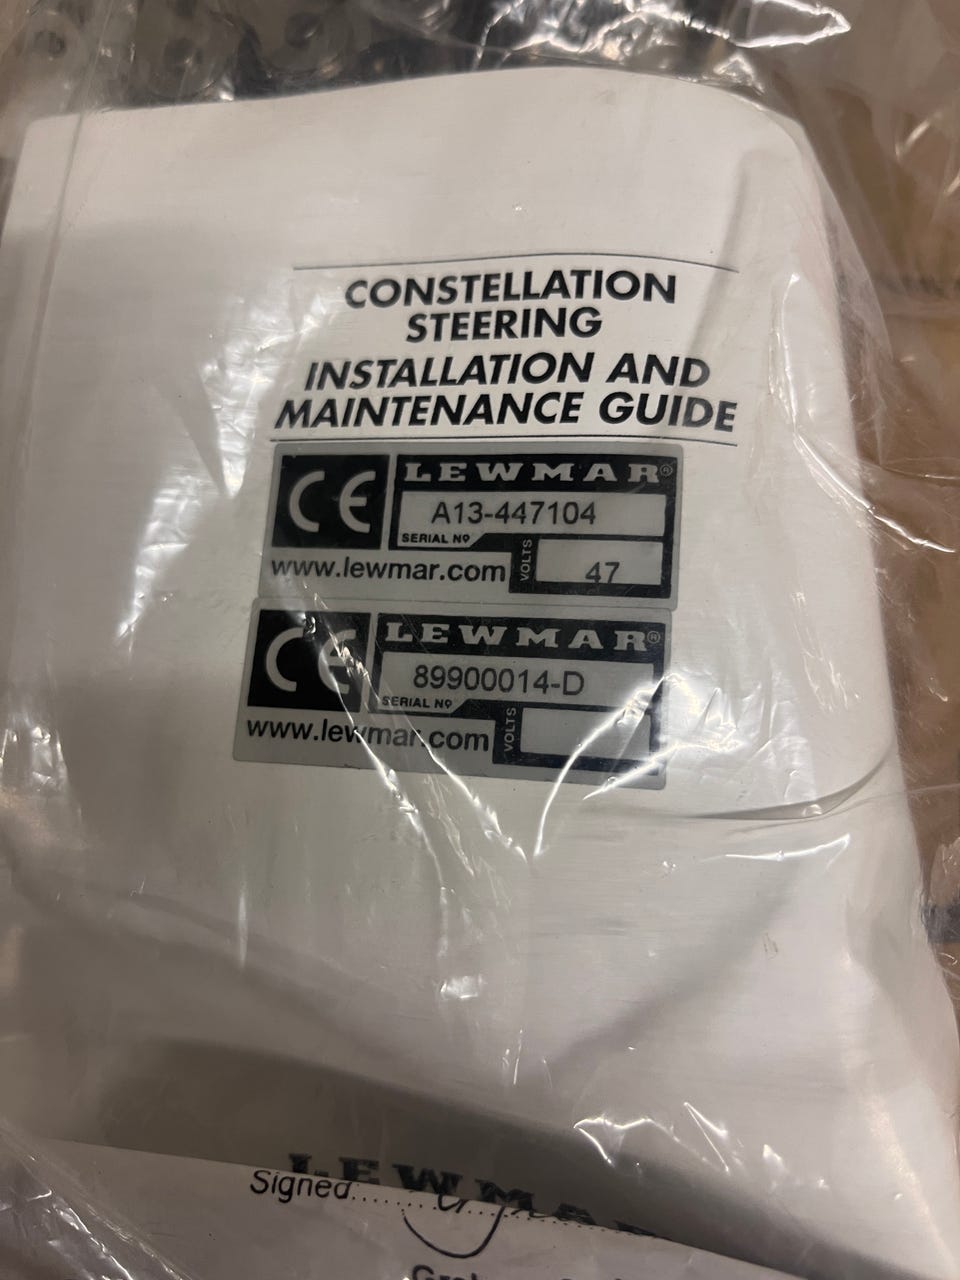 CONSTELLATION
STEERING
INSTALLATION AND
MAINTENANCE GUIDE
CE LEWMAR®
A13-447104
SERIAL Nº
www.lewmar.com VOLTS 47
CE LEWMAR®
89900014-D
SERIAL Nº
www.lewmar.com VOLTS
LEWMAR
Signed